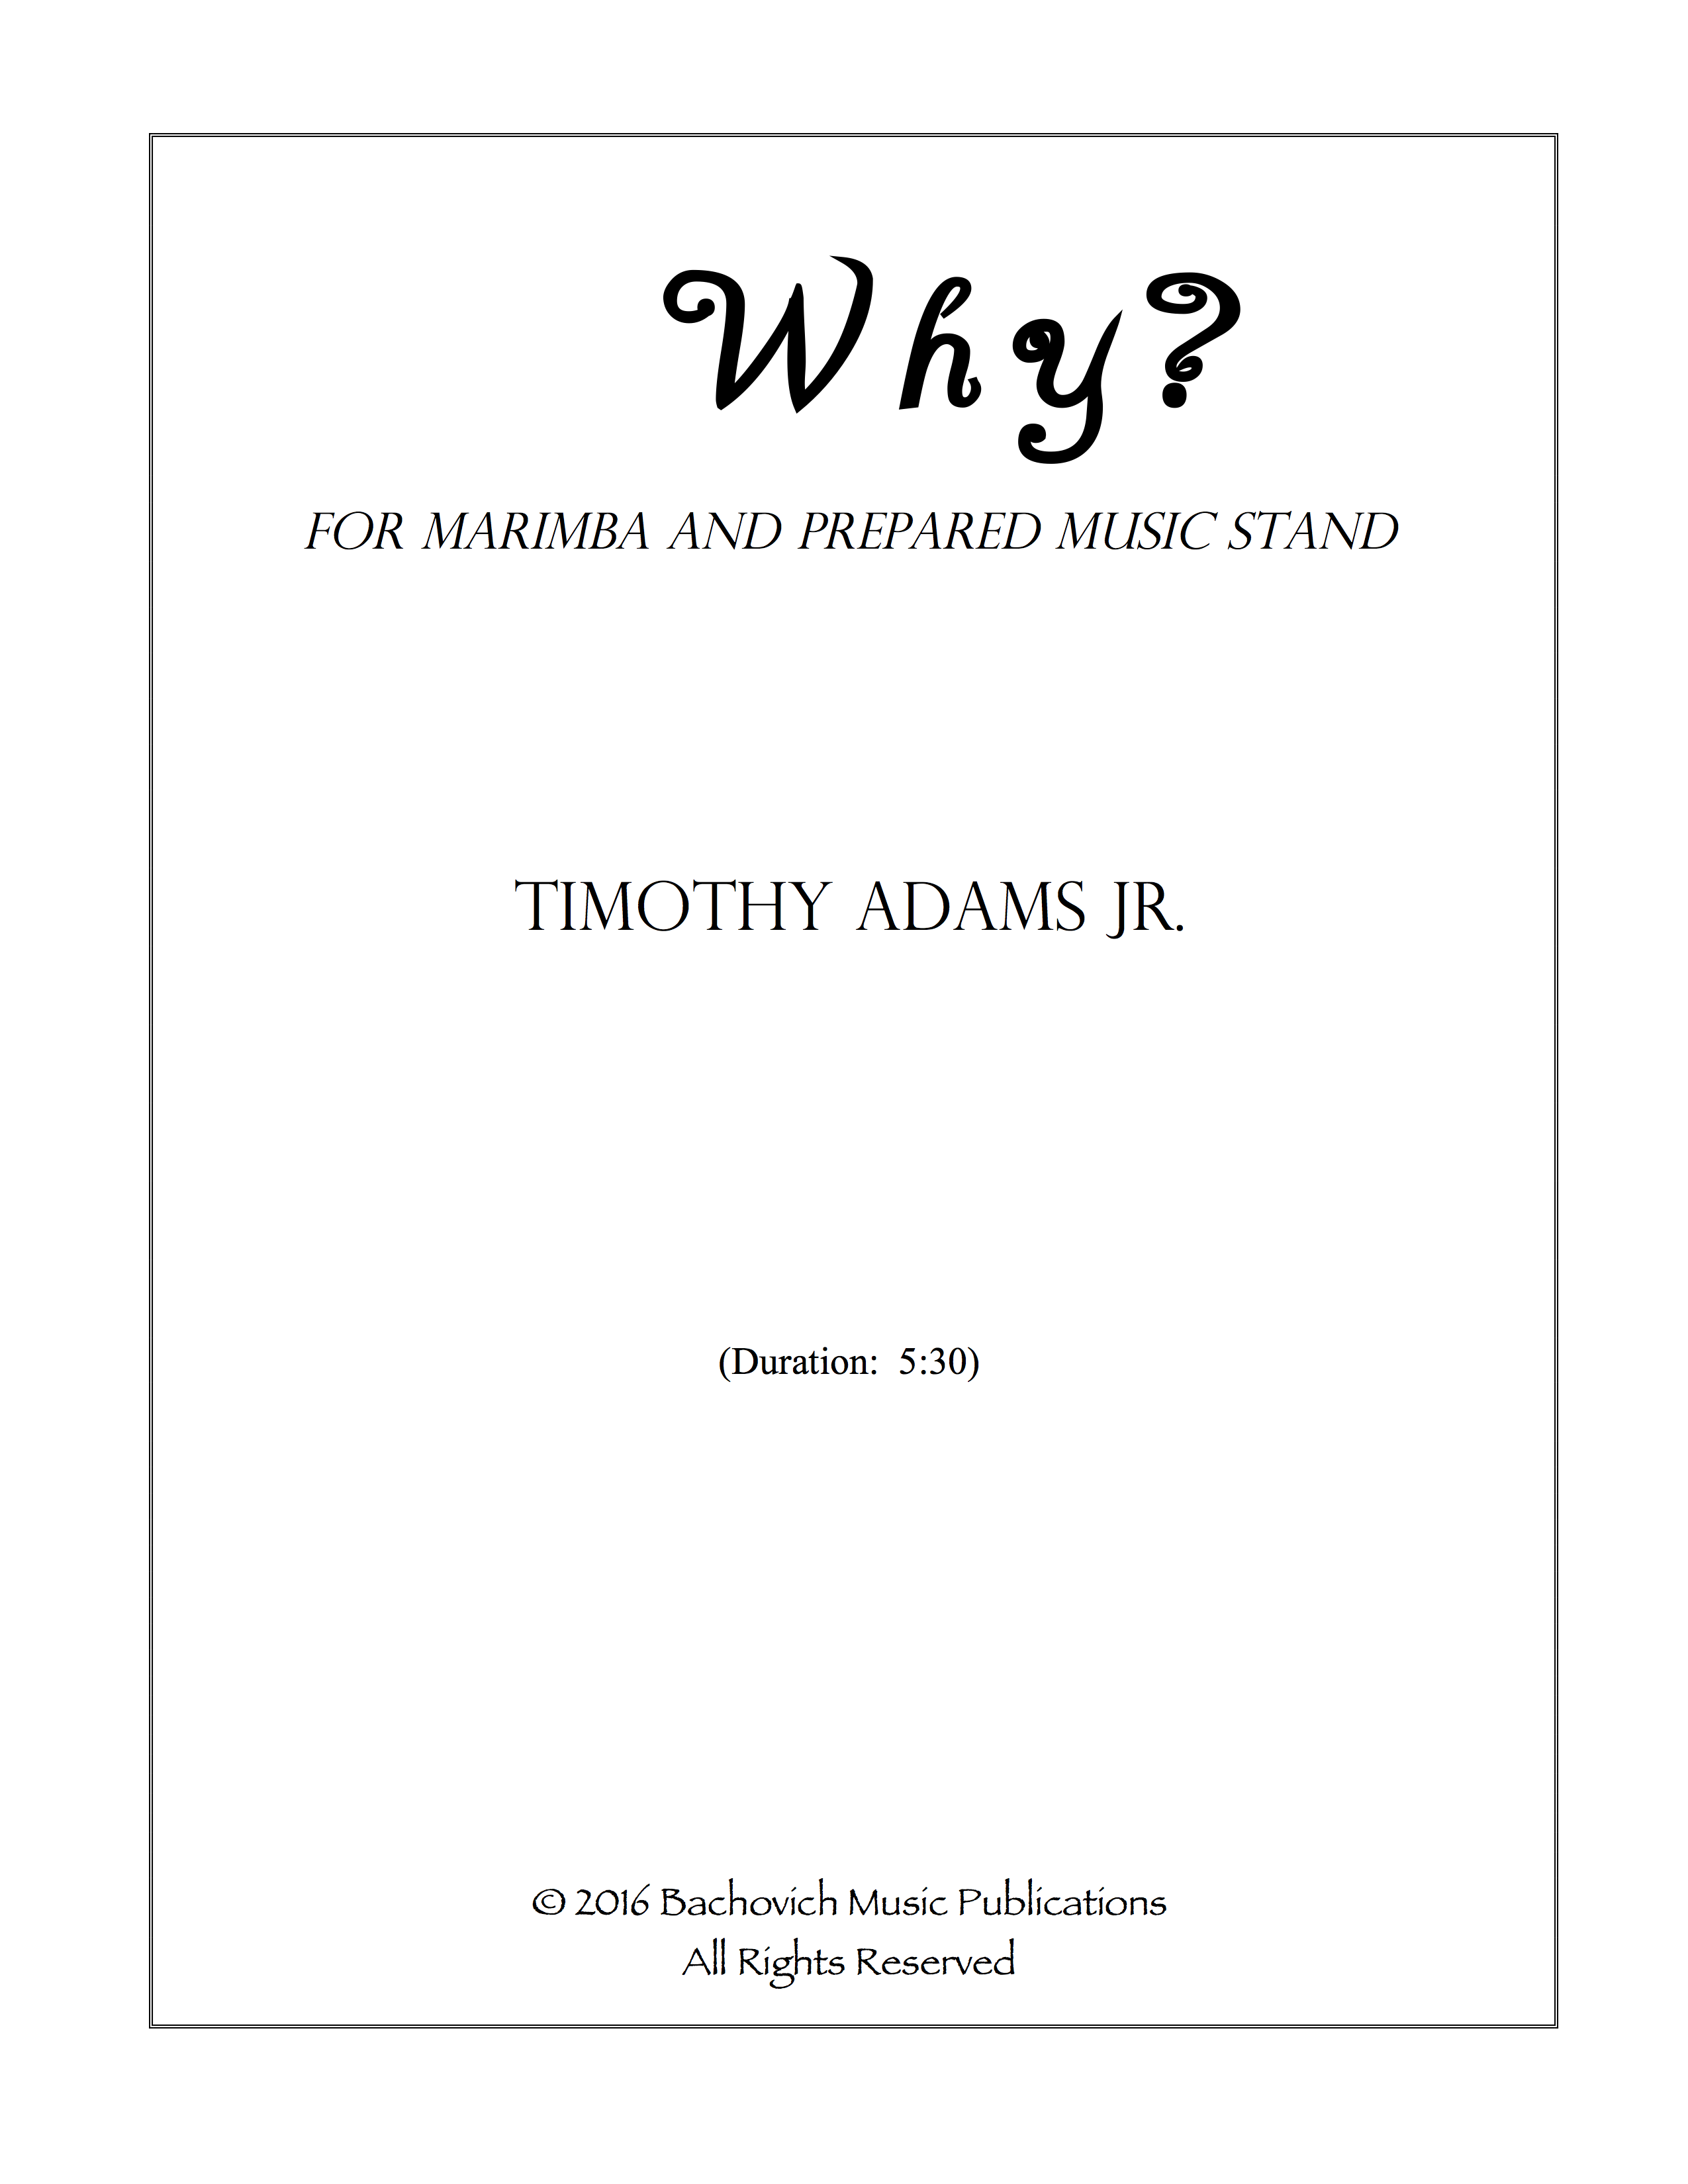 Why?
FOR MARIMBA AND PREPARED MUSIC STAND
TIMOTHY ADAMS JR.
(Duration: 5:30)
© 2016 Bachovich Music Publications
All Rights Reserved